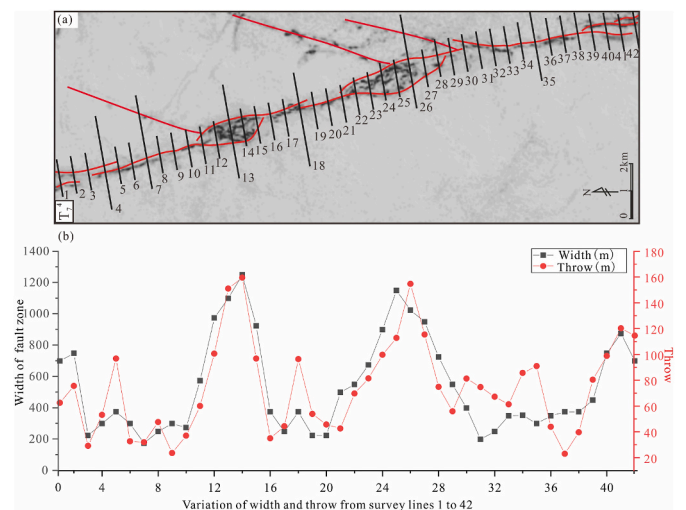 (a)
1 2 3 4 5 6 7 8 9 10 11 12 13 14 15 16 17 18 19 20 21 22 23 24 25 26 27 28 29 30 31 32 33 34 35 36 37 38 39 40 41 42
T₇⁴
N
0 1 2km
(b)
Width(m)
Throw(m)
Width of fault zone
1400
1200
1000
800
600
400
200
0
180
160
140
120
100
80
60
40
20
Throw
0 4 8 12 16 20 24 28 32 36 40
Variation of width and throw from survey lines 1 to 42